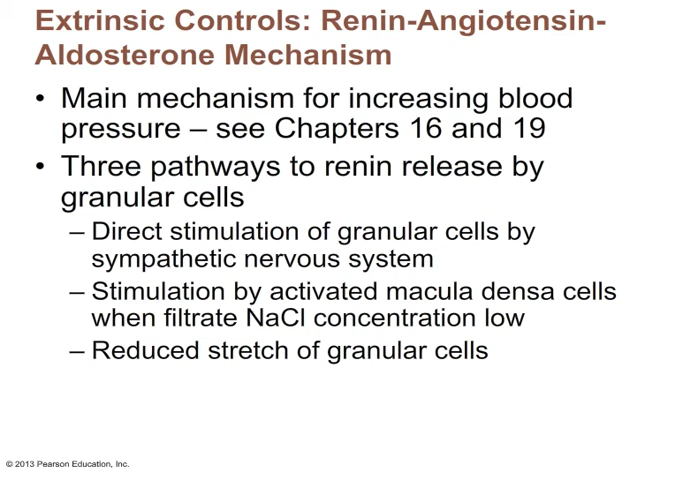 Extrinsic Controls: Renin-Angiotensin-
Aldosterone Mechanism
• Main mechanism for increasing blood
pressure – see Chapters 16 and 19
• Three pathways to renin release by
granular cells
– Direct stimulation of granular cells by
sympathetic nervous system
– Stimulation by activated macula densa cells
when filtrate NaCl concentration low
– Reduced stretch of granular cells
© 2013 Pearson Education, Inc.